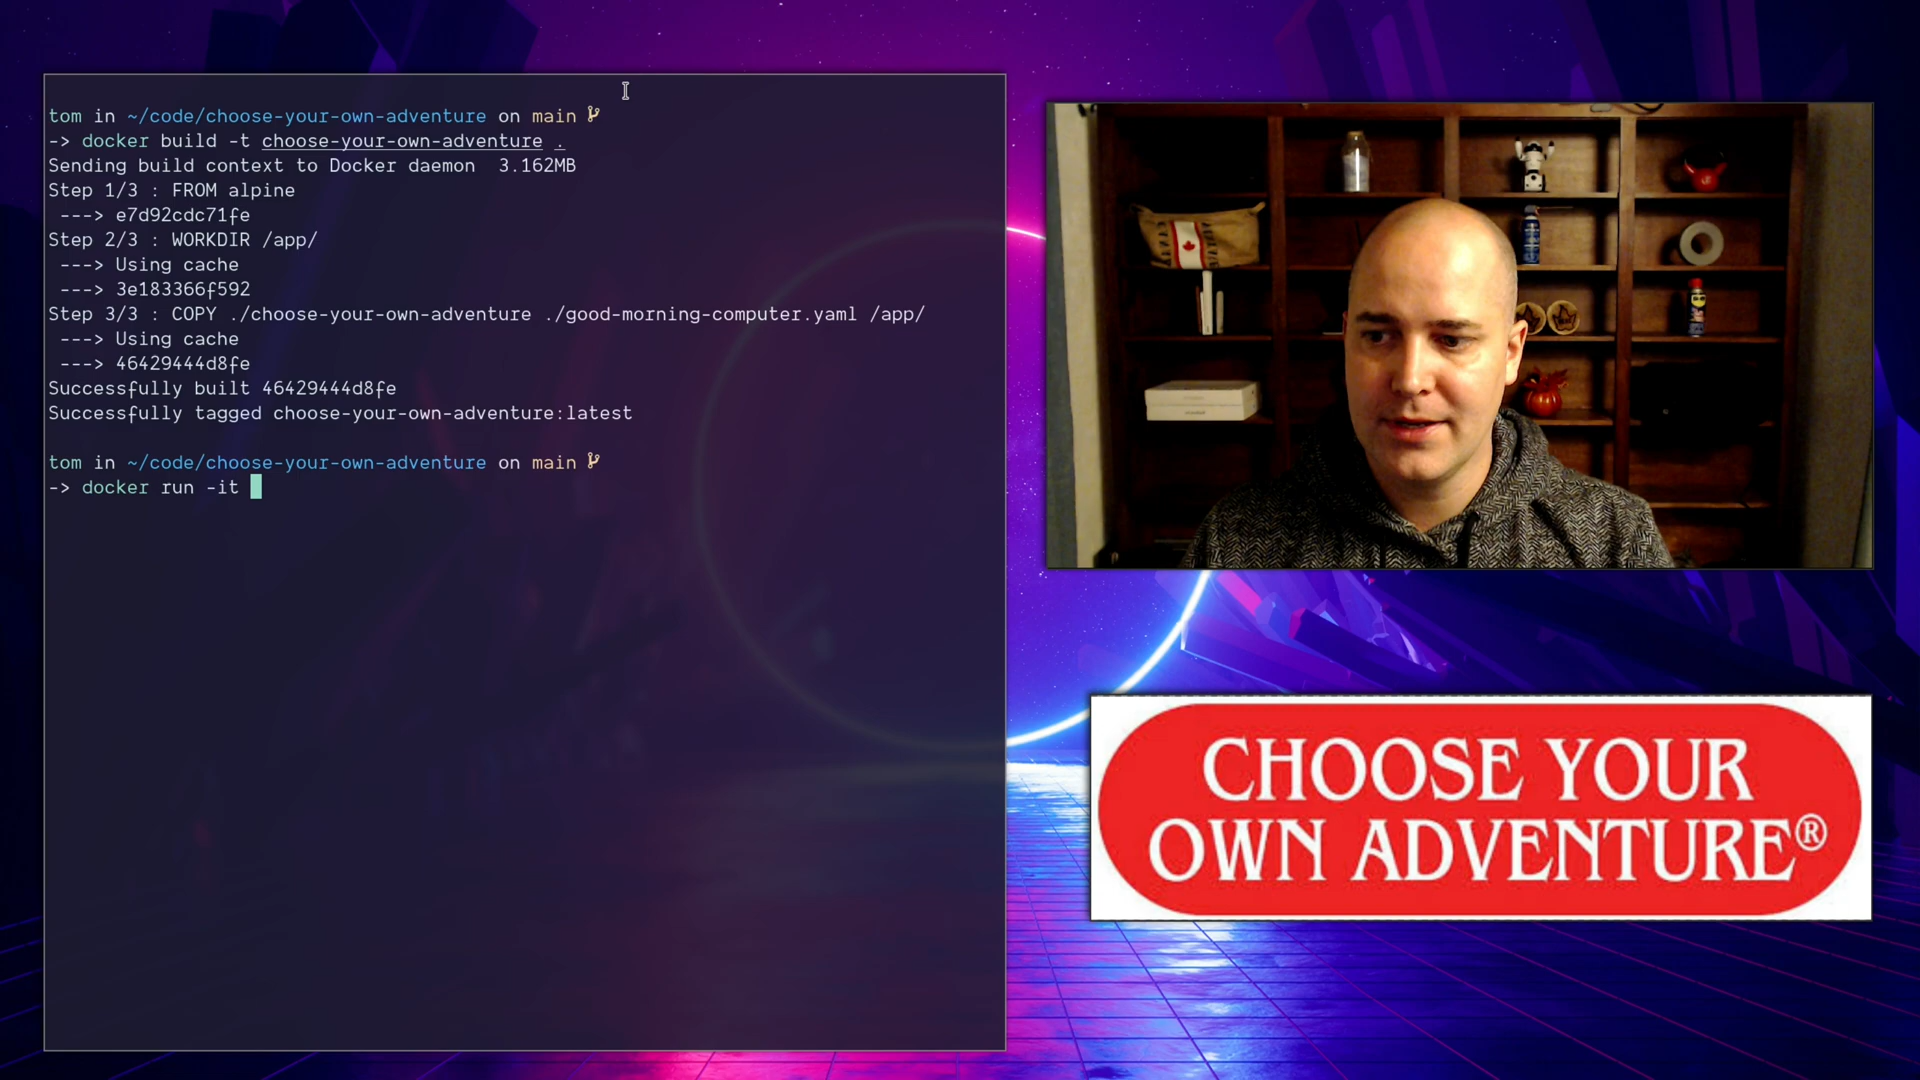 tom in ~/code/choose-your-own-adventure on main
-> docker build -t choose-your-own-adventure .
Sending build context to Docker daemon  3.162MB
Step 1/3 : FROM alpine
 ---> e7d92cdc71fe
Step 2/3 : WORKDIR /app/
 ---> Using cache
 ---> 3e183366f592
Step 3/3 : COPY ./choose-your-own-adventure ./good-morning-computer.yaml /app/
 ---> Using cache
 ---> 46429444d8fe
Successfully built 46429444d8fe
Successfully tagged choose-your-own-adventure:latest
tom in ~/code/choose-your-own-adventure on main
-> docker run -it
CHOOSE YOUR
OWN ADVENTURE®